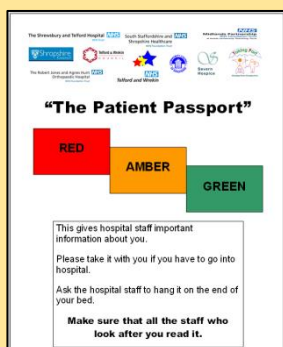 The Shrewsbury and Telford Hospital NHS
South Staffordshire and NHS
Shropshire Healthcare
Shropshire
Telford & Wrekin
Severn
Hospice
Taking Part
The Robert Jones and Agnes Hunt NHS
Orthopaedic Hospital
Telford and Wrekin
“The Patient Passport”
RED
AMBER
GREEN
This gives hospital staff important
information about you.
Please take it with you if you have to go into
hospital.
Ask the hospital staff to hang it on the end of
your bed.
Make sure that all the staff who
look after you read it.